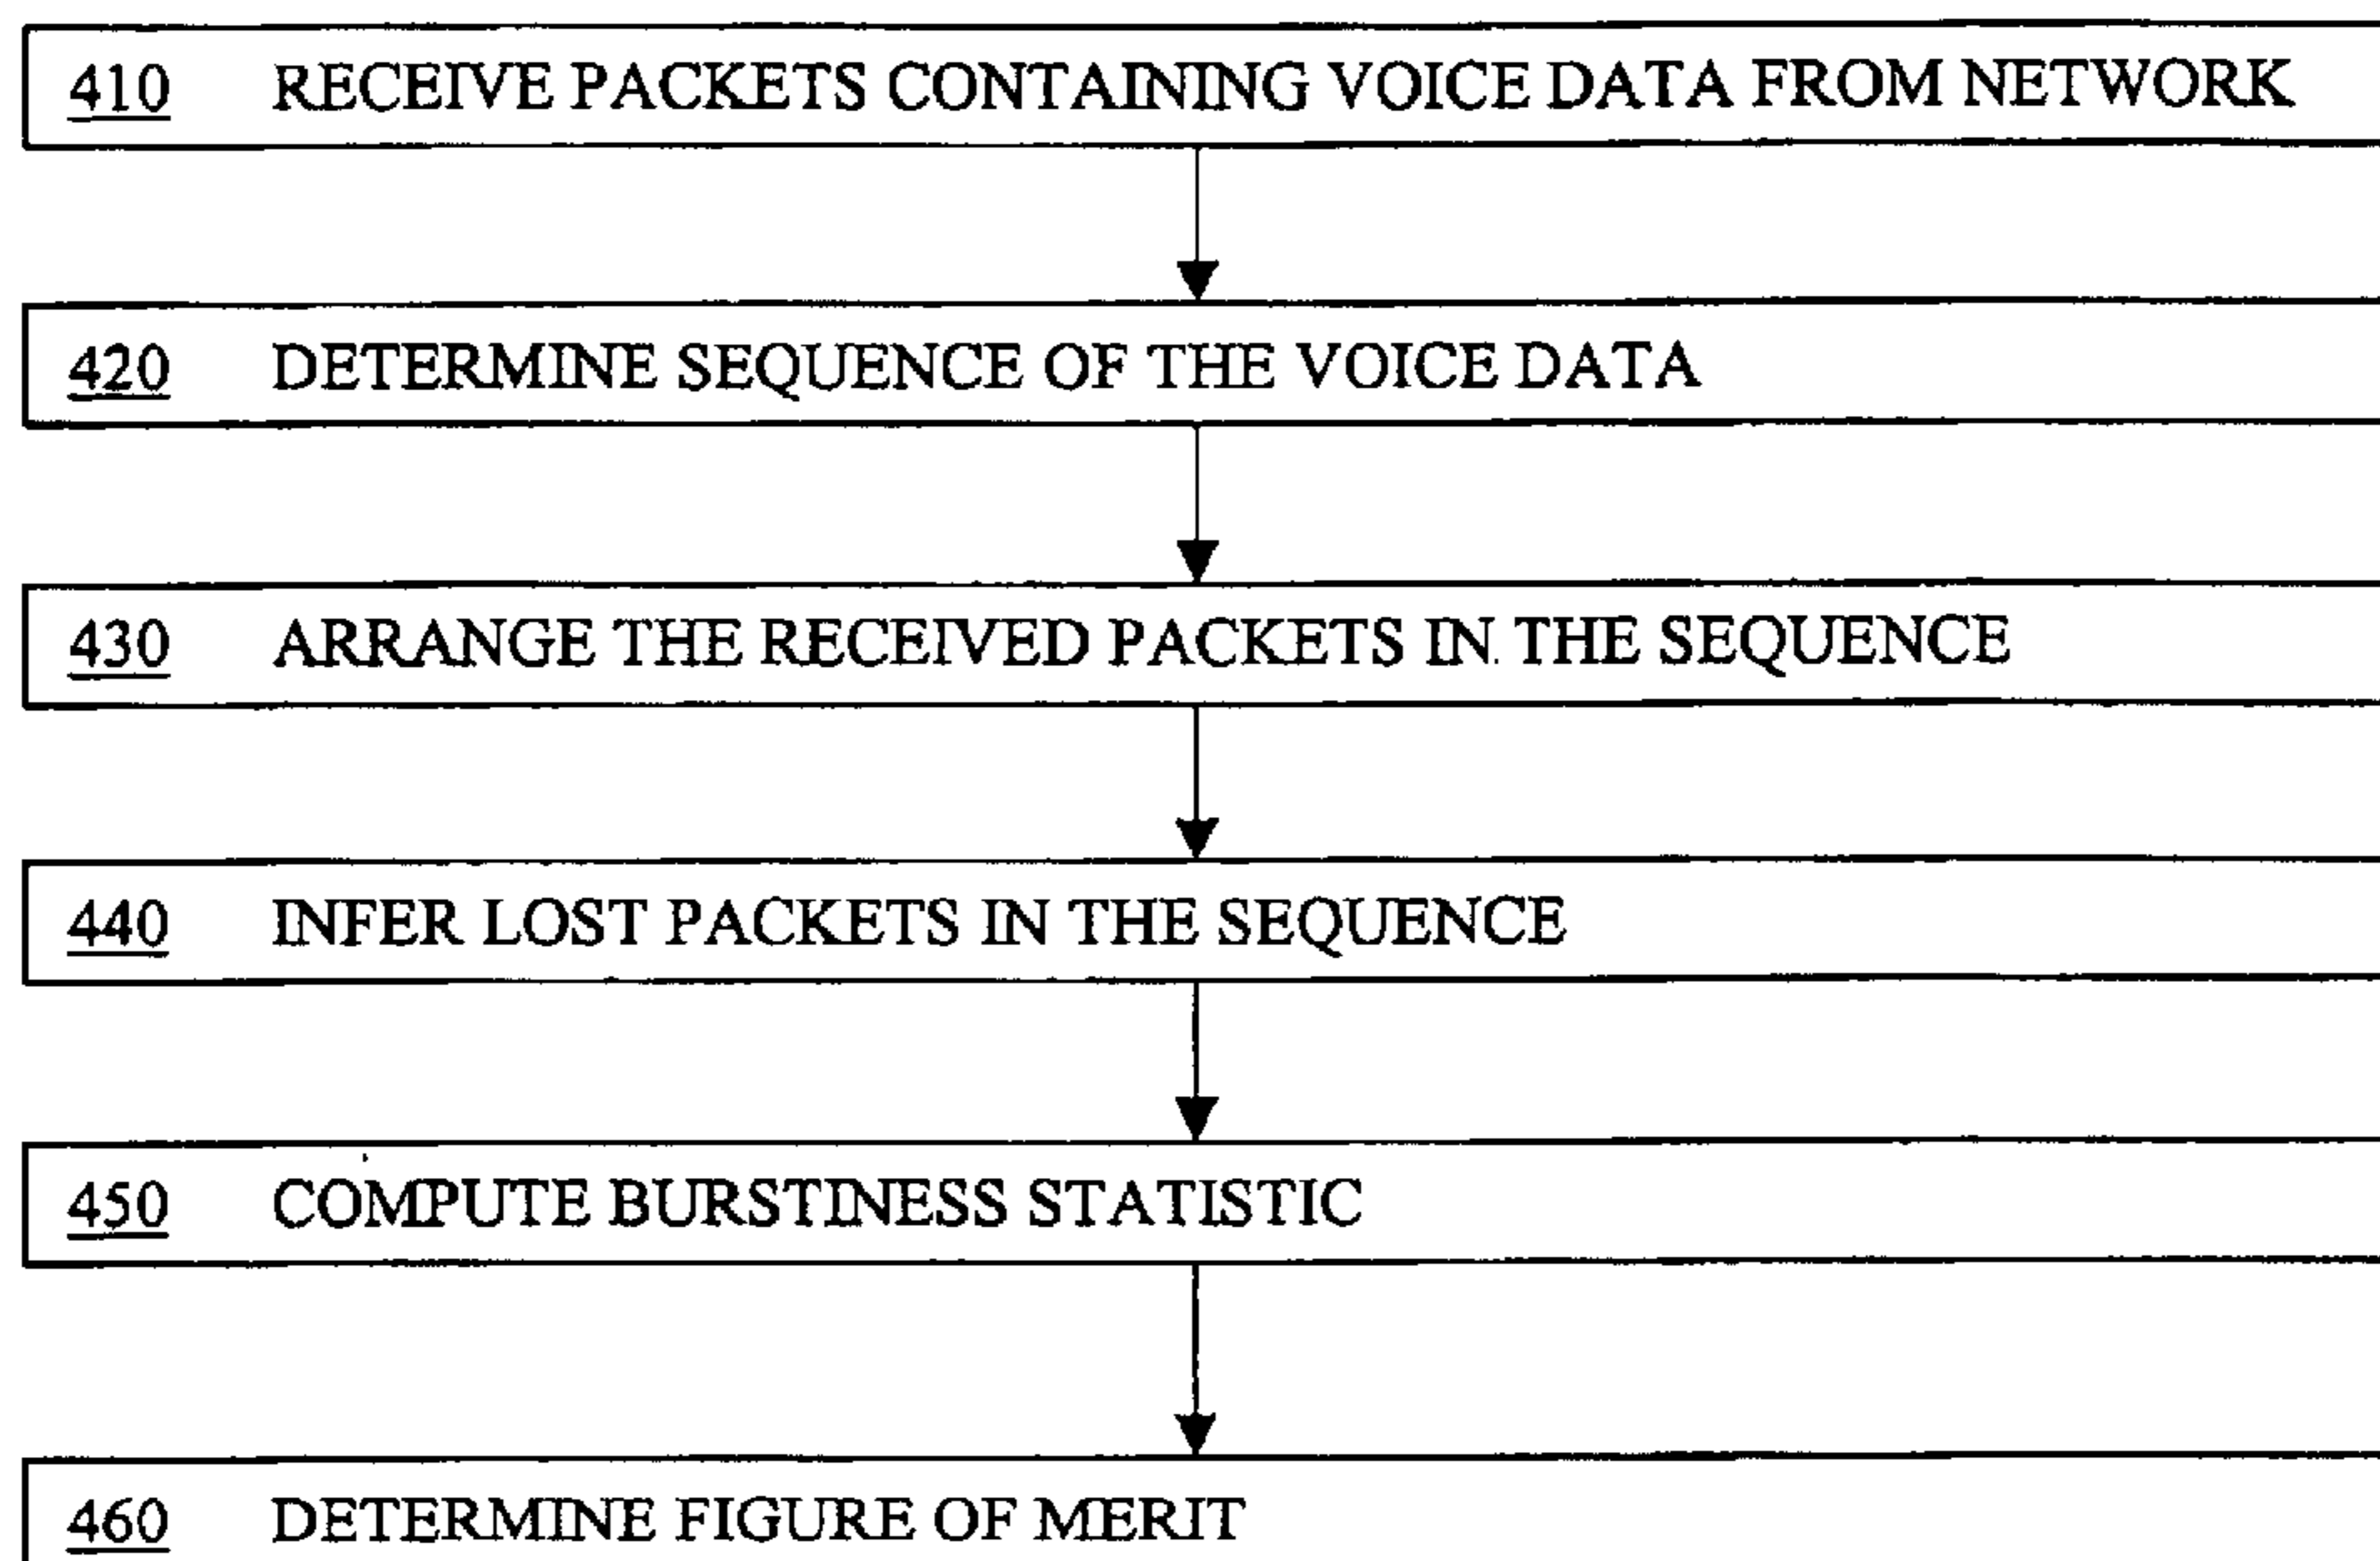 410 RECEIVE PACKETS CONTAINING VOICE DATA FROM NETWORK
420 DETERMINE SEQUENCE OF THE VOICE DATA
430 ARRANGE THE RECEIVED PACKETS IN THE SEQUENCE
440 INFER LOST PACKETS IN THE SEQUENCE
450 COMPUTE BURSTINESS STATISTIC
460 DETERMINE FIGURE OF MERIT